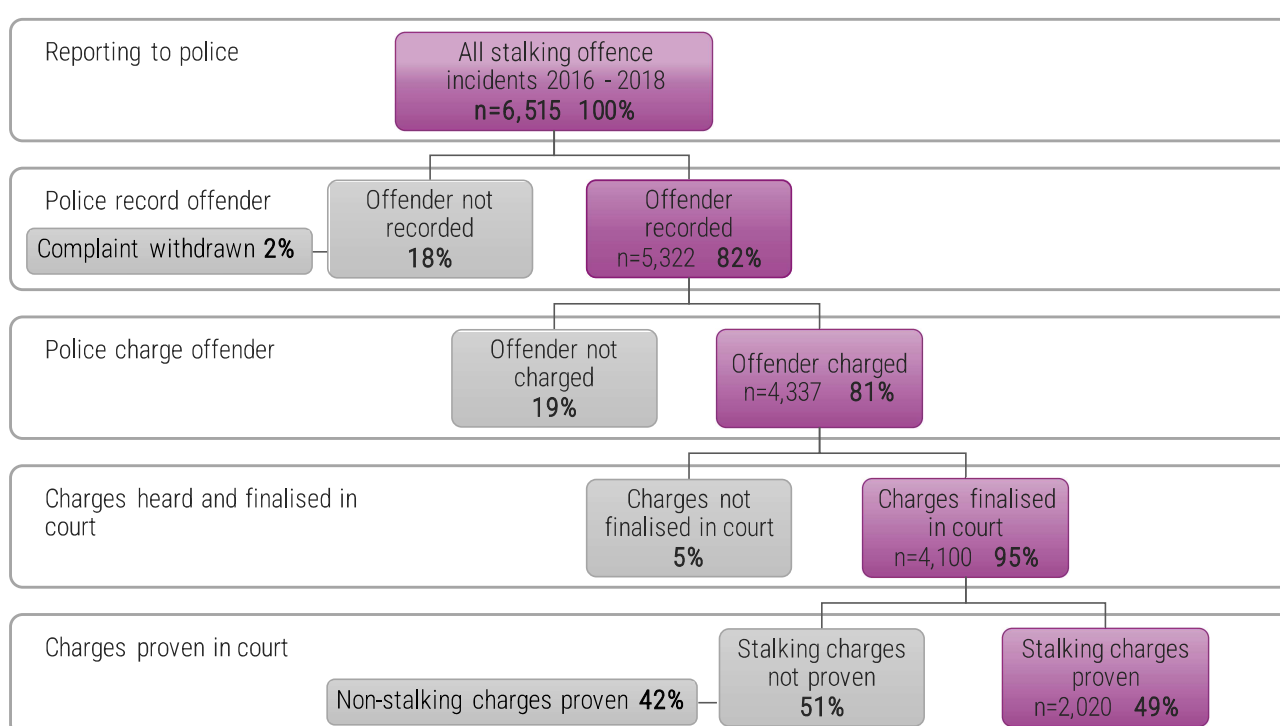 Reporting to police
All stalking offence
incidents 2016 - 2018
n=6,515 100%
Police record offender
Complaint withdrawn 2%
Offender not
recorded
18%
Offender
recorded
n=5,322 82%
Police charge offender
Offender not
charged
19%
Offender charged
n=4,337 81%
Charges heard and finalised in
court
Charges not
finalised in court
5%
Charges finalised
in court
n=4,100 95%
Charges proven in court
Non-stalking charges proven 42%
Stalking charges
not proven
51%
Stalking charges
proven
n=2,020 49%